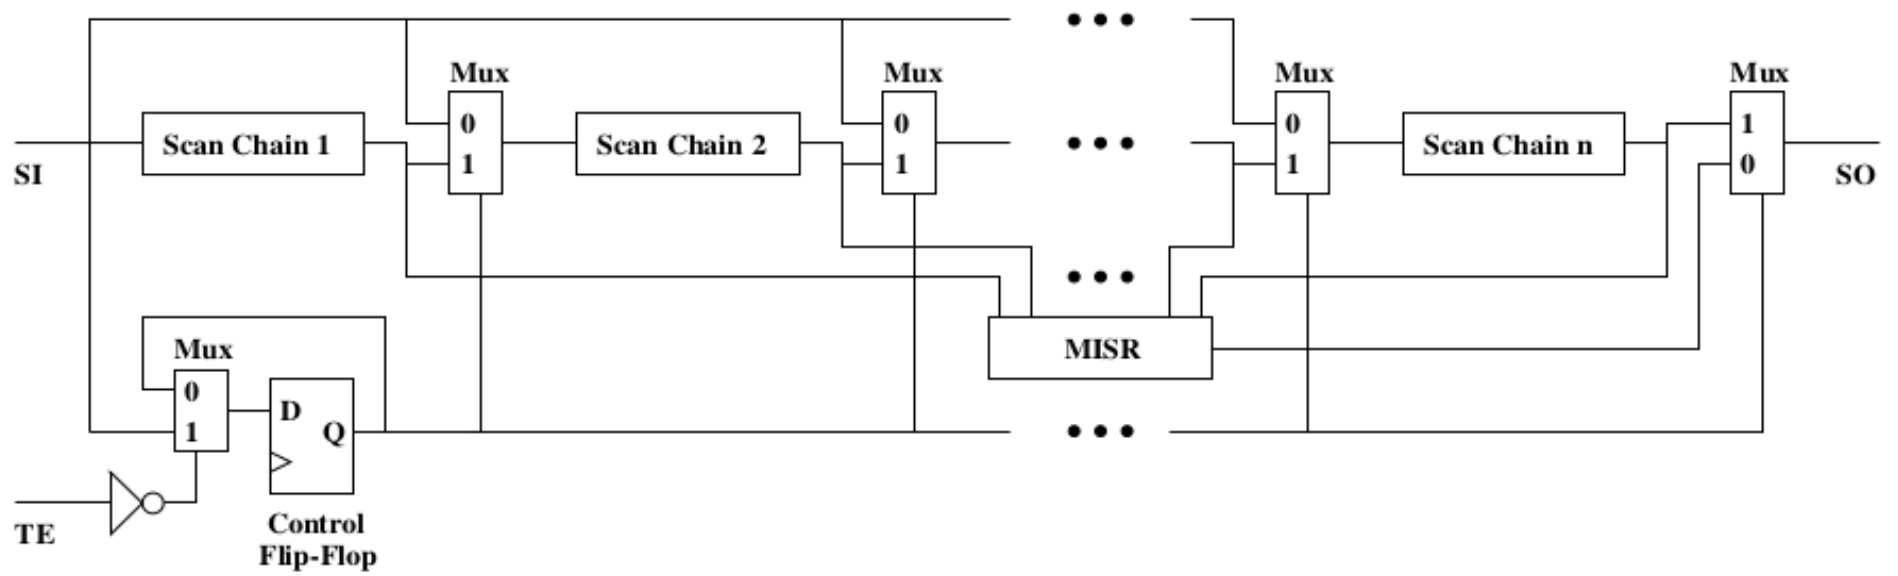 Mux
Mux
Mux
Mux
0
0
0
1
Scan Chain 1
Scan Chain 2
Scan Chain n
1
1
1
0
SI
SO
Mux
MISR
0
D
1
Q
TE
Control
Flip-Flop